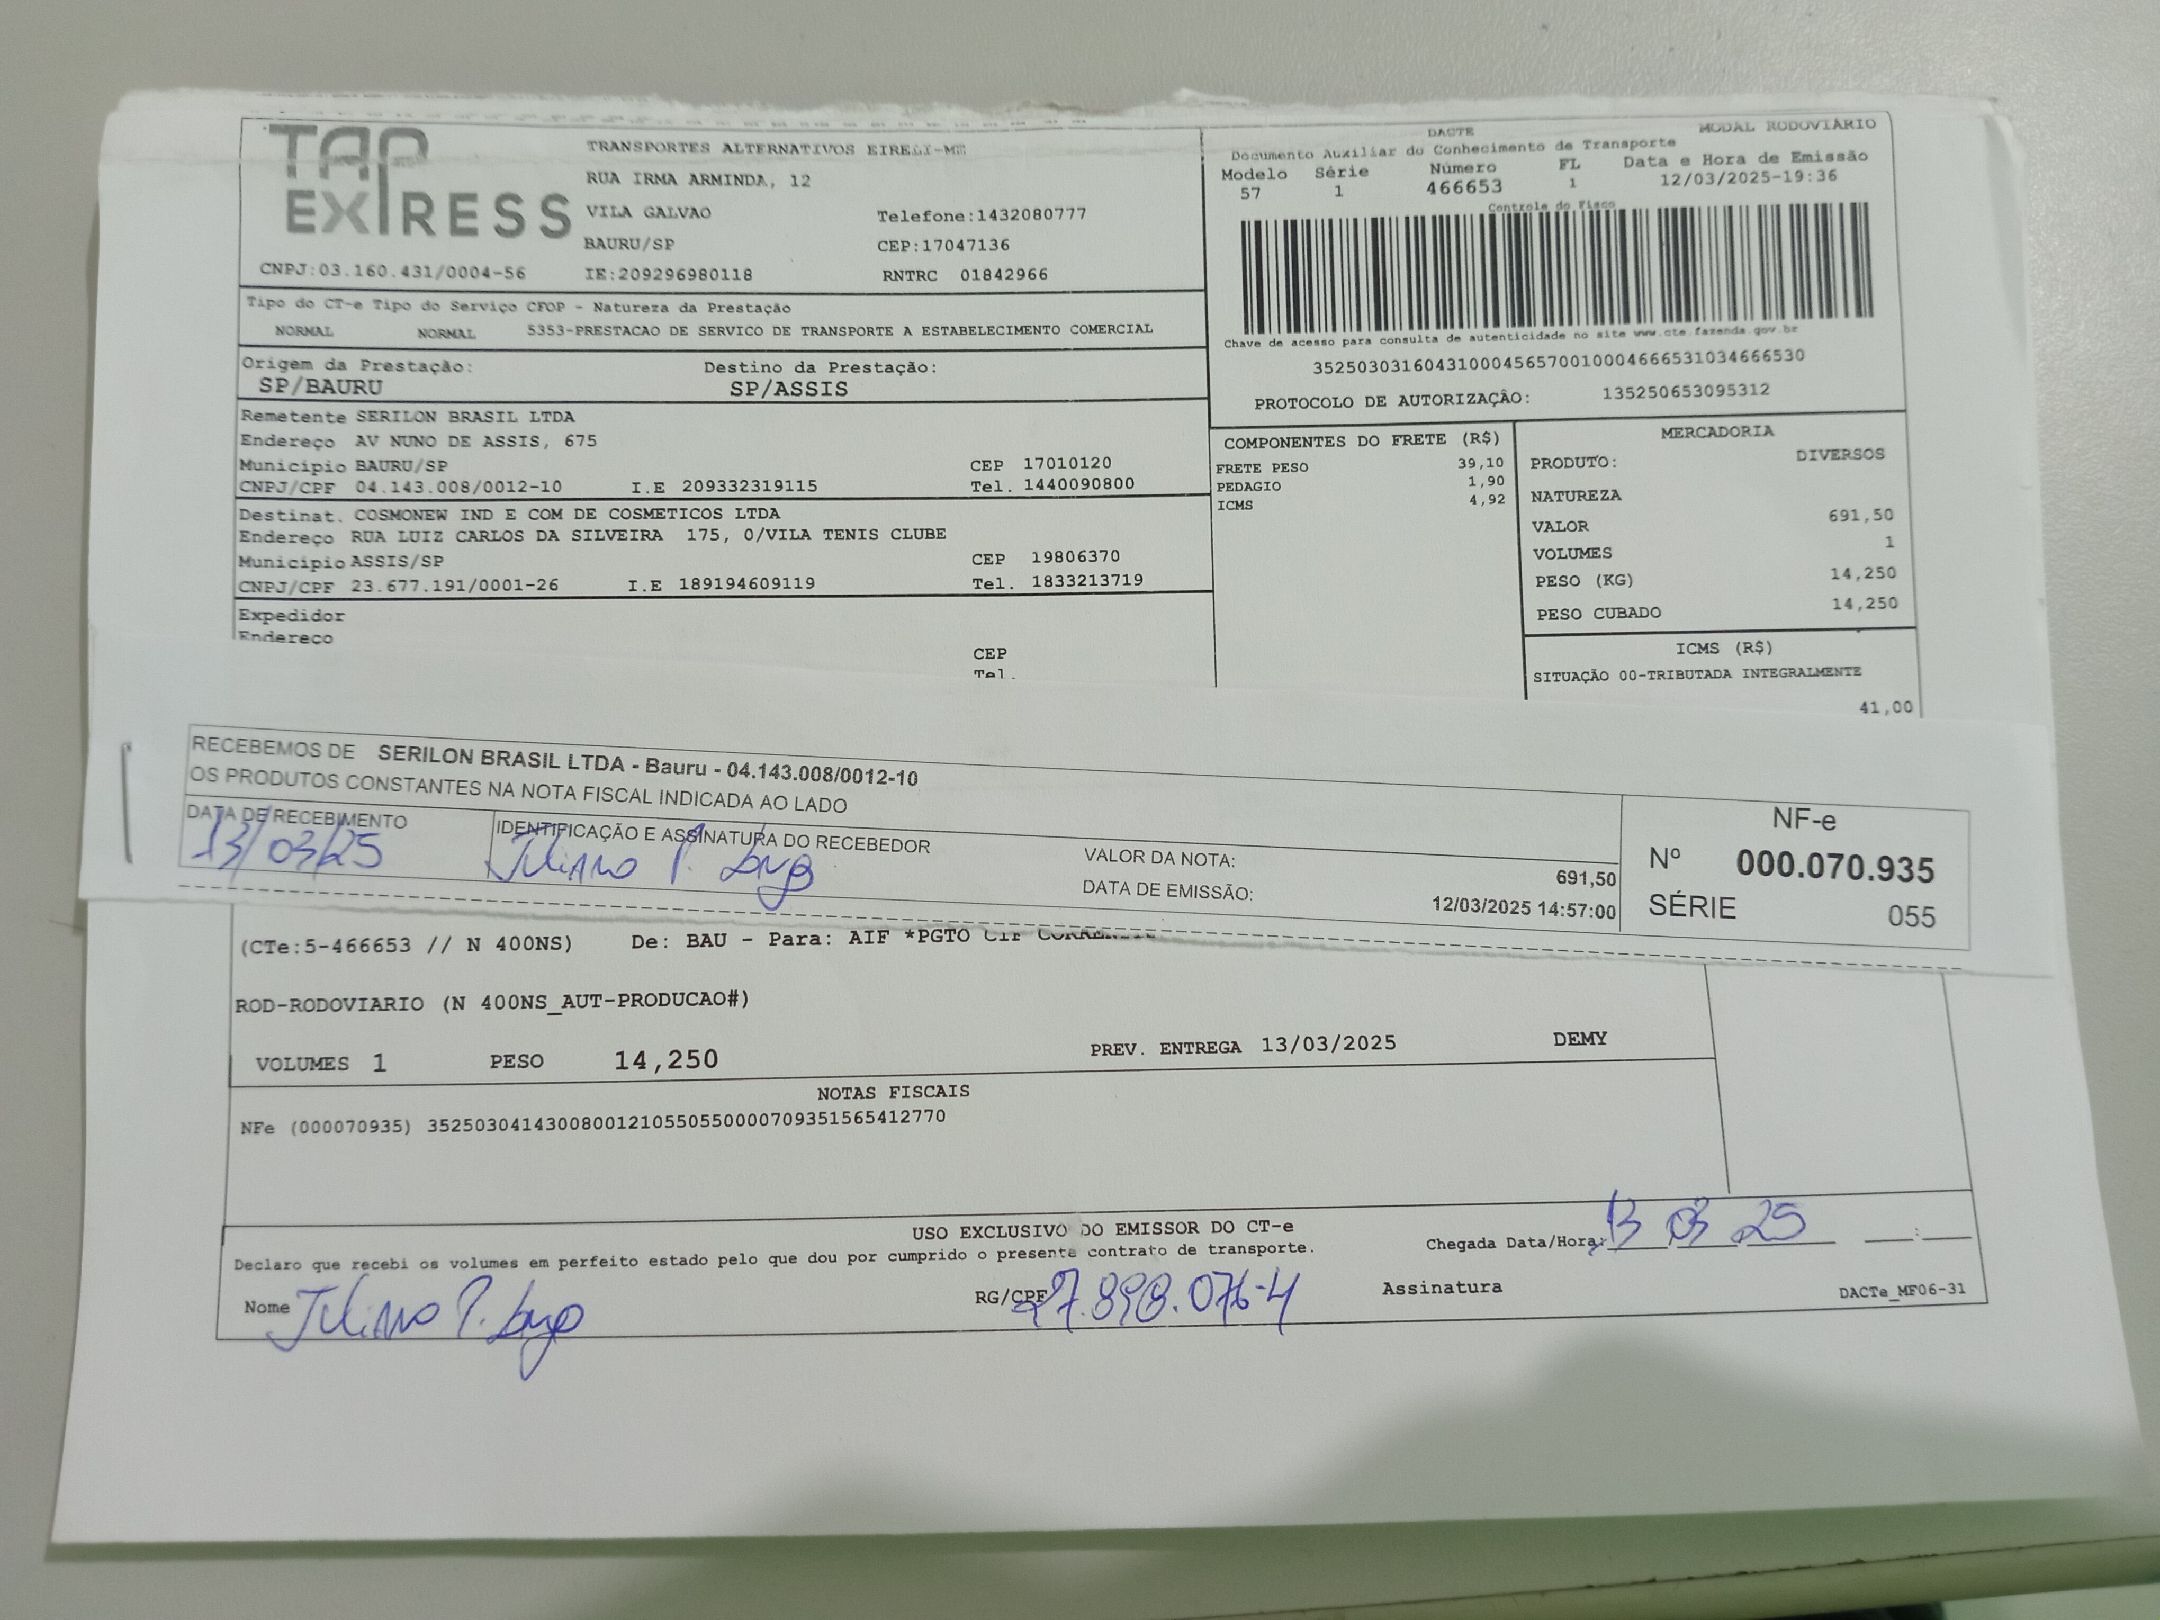 TAP EXPRESS
TRANSPORTES ALTERNATIVOS EIRELI-ME
RUA IRMA ARMINDA, 12
VILA GALVAO Telefone:1432080777
BAURU/SP CEP:17047136
CNPJ:03.160.431/0004-56 IE:209296980118 RNTRC 01842966
DACTE MODAL RODOVIÁRIO
Documento Auxiliar do Conhecimento de Transporte
Modelo Série Número FL Data e Hora de Emissão
57 1 466653 1 12/03/2025-19:36
Controle do Fisco
Chave de acesso para consulta de autenticidade no site www.cte.fazenda.gov.br
35250303160431000456570010004666531034666530
PROTOCOLO DE AUTORIZAÇÃO: 135250653095312
Tipo do CT-e Tipo do Serviço CFOP - Natureza da Prestação
NORMAL NORMAL 5353-PRESTACAO DE SERVICO DE TRANSPORTE A ESTABELECIMENTO COMERCIAL
Origem da Prestação: Destino da Prestação:
SP/BAURU SP/ASSIS
Remetente SERILON BRASIL LTDA
Endereço AV NUNO DE ASSIS, 675
Município BAURU/SP CEP 17010120
CNPJ/CPF 04.143.008/0012-10 I.E 209332319115 Tel. 1440090800
Destinat. COSMONEW IND E COM DE COSMETICOS LTDA
Endereço RUA LUIZ CARLOS DA SILVEIRA 175, 0/VILA TENIS CLUBE
Município ASSIS/SP CEP 19806370
CNPJ/CPF 23.677.191/0001-26 I.E 189194609119 Tel. 1833213719
Expedidor
Endereço
CEP
Tel.
COMPONENTES DO FRETE (R$)
FRETE PESO 39,10
PEDAGIO 1,90
ICMS 4,92
MERCADORIA
PRODUTO: DIVERSOS
NATUREZA
VALOR 691,50
VOLUMES 1
PESO (KG) 14,250
PESO CUBADO 14,250
ICMS (R$)
SITUAÇÃO 00-TRIBUTADA INTEGRALMENTE
41,00
RECEBEMOS DE SERILON BRASIL LTDA - Bauru - 04.143.008/0012-10
OS PRODUTOS CONSTANTES NA NOTA FISCAL INDICADA AO LADO
DATA DE RECEBIMENTO IDENTIFICAÇÃO E ASSINATURA DO RECEBEDOR
13/03/25 Juliano P.
VALOR DA NOTA: 691,50
DATA DE EMISSÃO: 12/03/2025 14:57:00
NF-e
Nº 000.070.935
SÉRIE 055
(CTe:5-466653 // N 400NS) De: BAU - Para: AIF *PGTO CIF
ROD-RODOVIARIO (N 400NS_AUT-PRODUCAO#)
VOLUMES 1 PESO 14,250 PREV. ENTREGA 13/03/2025 DEMY
NOTAS FISCAIS
NFe (000070935) 35250304143008001210550550000709351565412770
USO EXCLUSIVO DO EMISSOR DO CT-e
Declaro que recebi os volumes em perfeito estado pelo que dou por cumprido o presente contrato de transporte.
Chegada Data/Hora: 13 03 25 :
Nome Juliano P. RG/CPF 27.898.076-4 Assinatura
DACTe_MF06-31